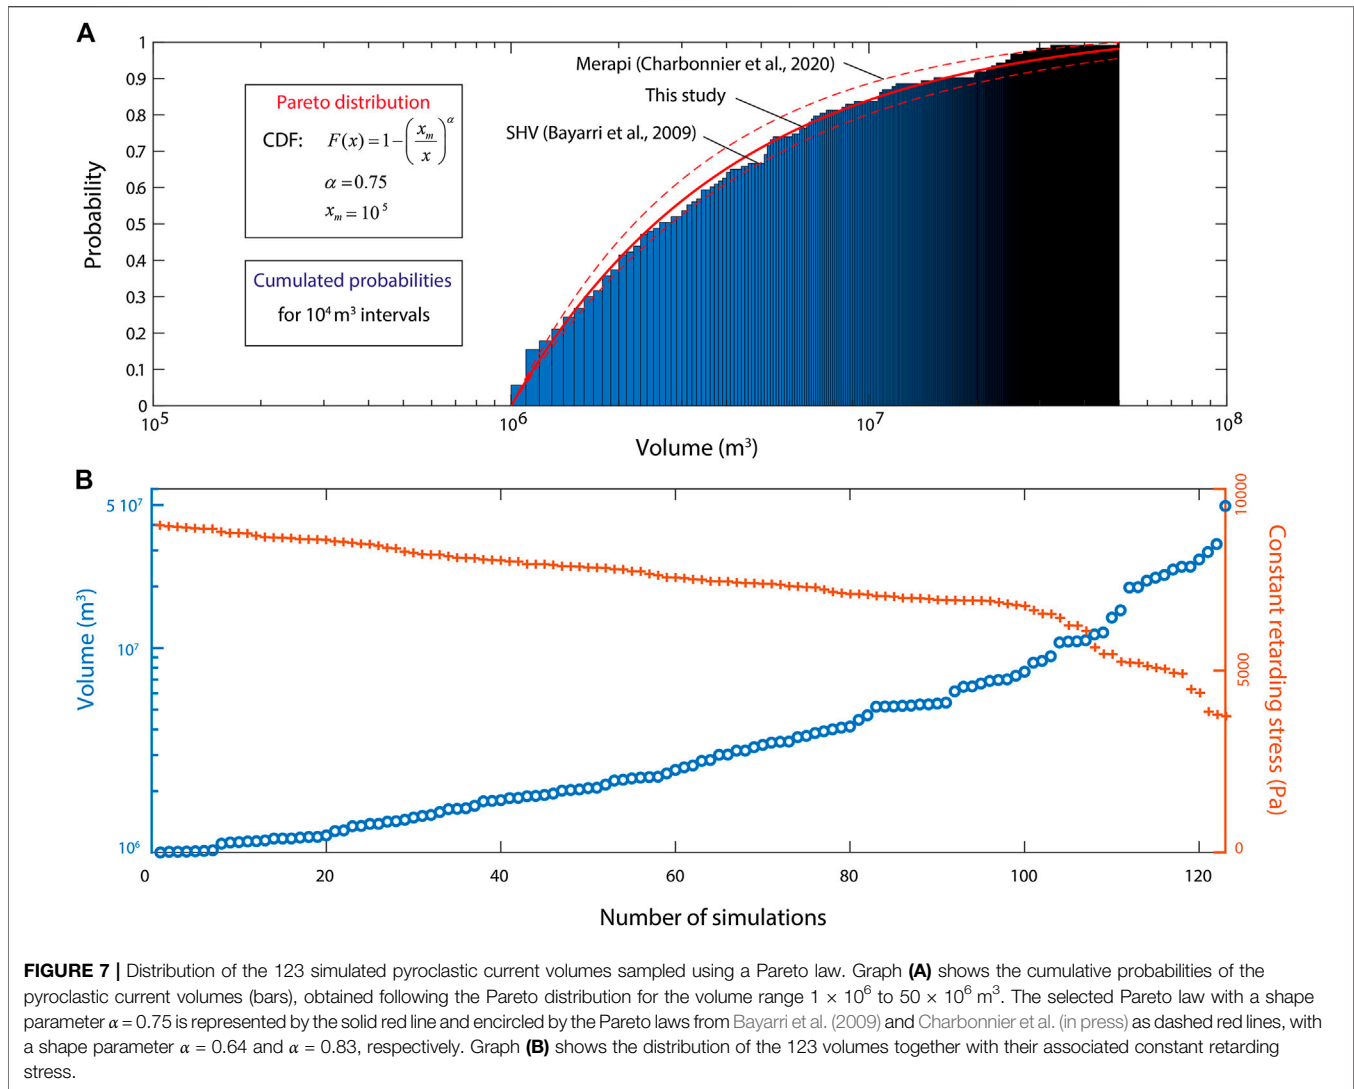 A
Merapi (Charbonnier et al., 2020)
This study
SHV (Bayarri et al., 2009)
Pareto distribution
CDF: F(x)=1-(x_m/x)^α
α=0.75
x_m=10^5
Cumulated probabilities
for 10^4 m^3 intervals
Probability
1
0.9
0.8
0.7
0.6
0.5
0.4
0.3
0.2
0.1
0
10^5
10^6
10^7
10^8
Volume (m^3)
B
5 10^7
10^7
10^6
Volume (m^3)
10000
5000
0
Constant retarding stress (Pa)
0
20
40
60
80
100
120
Number of simulations
FIGURE 7 | Distribution of the 123 simulated pyroclastic current volumes sampled using a Pareto law. Graph (A) shows the cumulative probabilities of the
pyroclastic current volumes (bars), obtained following the Pareto distribution for the volume range 1 × 10^6 to 50 × 10^6 m^3. The selected Pareto law with a shape
parameter α = 0.75 is represented by the solid red line and encircled by the Pareto laws from Bayarri et al. (2009) and Charbonnier et al. (in press) as dashed red lines, with
a shape parameter α = 0.64 and α = 0.83, respectively. Graph (B) shows the distribution of the 123 volumes together with their associated constant retarding
stress.